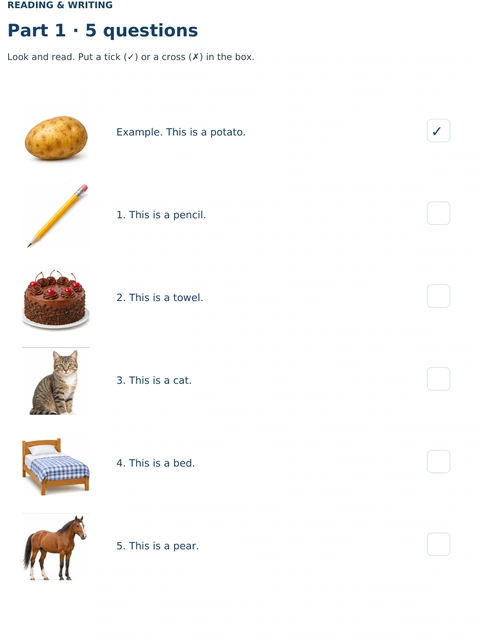 READING & WRITING
Part 1 · 5 questions
Look and read. Put a tick (✓) or a cross (✗) in the box.
Example. This is a potato. ✓
1. This is a pencil.
2. This is a towel.
3. This is a cat.
4. This is a bed.
5. This is a pear.